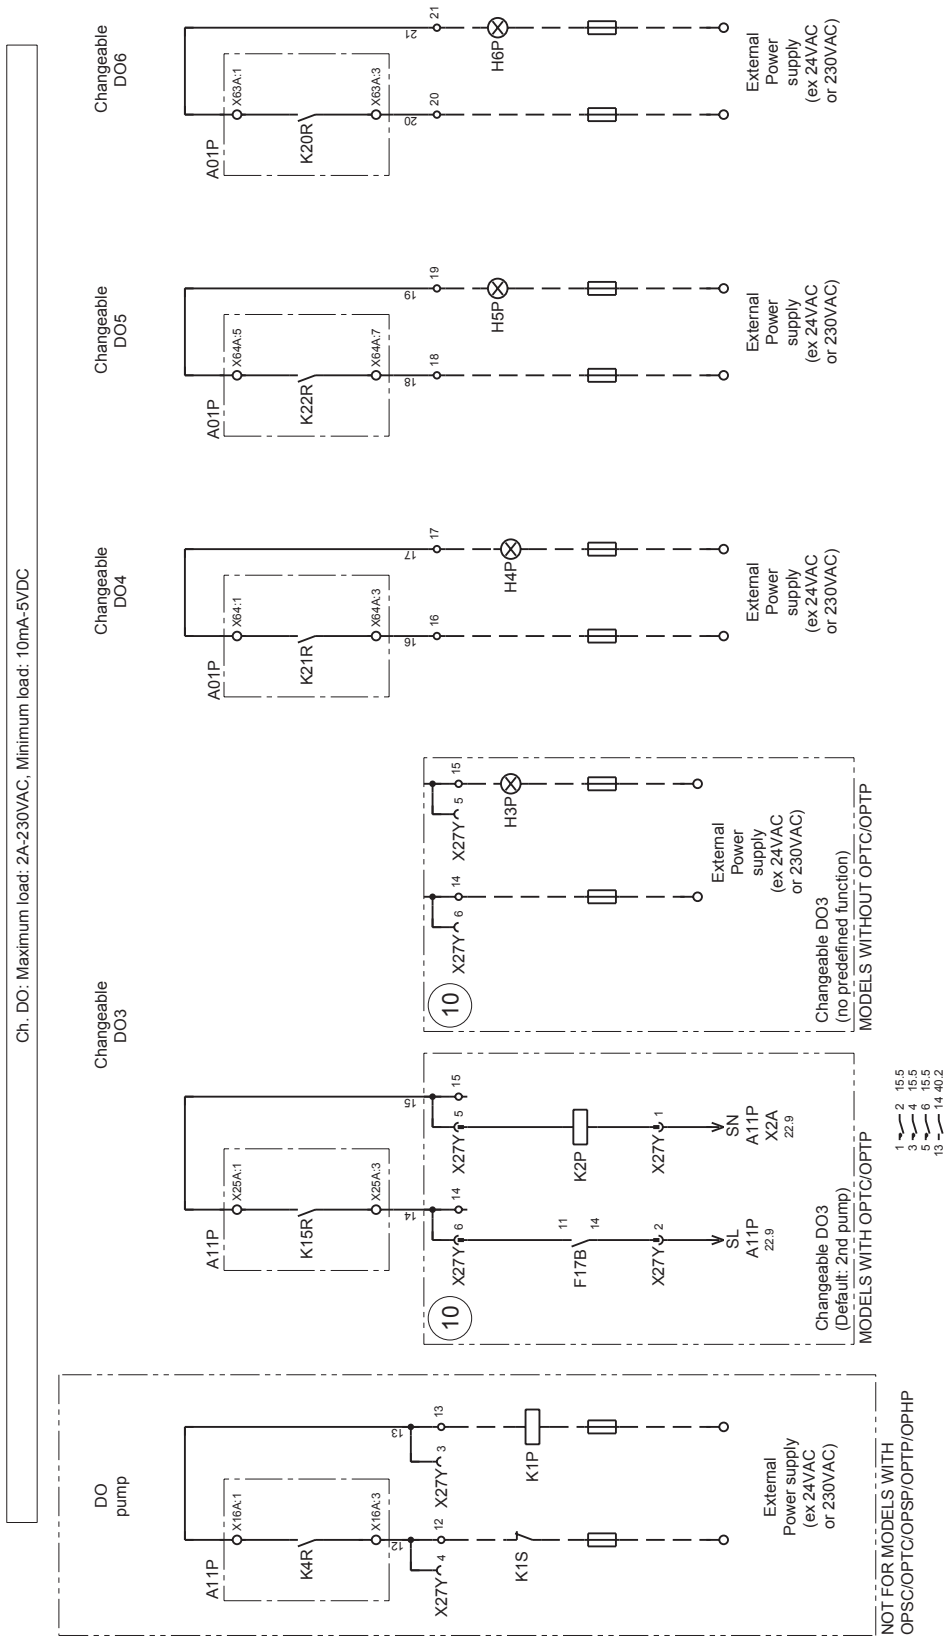 Ch. DO: Maximum load: 2A-230VAC, Minimum load: 10mA-5VDC
DO
pump
A11P
X16A:1
K4R
X16A:3
12
13
X27Y
4
12
X27Y
3
13
K1S
K1P
External
Power supply
(ex 24VAC
or 230VAC)
NOT FOR MODELS WITH
OPSC/OPTC/OPSP/OPTP/OPHP
Changeable
DO3
A11P
X25A:1
K15R
X25A:3
14
15
10
X27Y
6
14
X27Y
5
15
F17B
11
14
K2P
X27Y
2
X27Y
1
SL
A11P
22.9
SN
A11P
X2A
22.9
Changeable DO3
(Default: 2nd pump)
MODELS WITH OPTC/OPTP
1 2 15.5
3 4 15.5
5 6 15.5
13 14 40.2
10
X27Y
6
14
X27Y
5
15
H3P
External
Power
supply
(ex 24VAC
or 230VAC)
Changeable DO3
(no predefined function)
MODELS WITHOUT OPTC/OPTP
Changeable
DO4
A01P
X64:1
K21R
X64A:3
16
17
16
17
H4P
External
Power
supply
(ex 24VAC
or 230VAC)
Changeable
DO5
A01P
X64A:5
K22R
X64A:7
18
19
18
19
H5P
External
Power
supply
(ex 24VAC
or 230VAC)
Changeable
DO6
A01P
X63A:1
K20R
X63A:3
20
21
20
21
H6P
External
Power
supply
(ex 24VAC
or 230VAC)